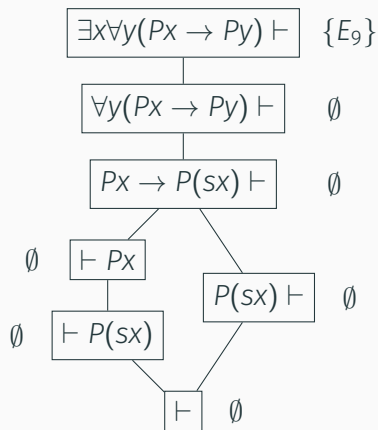 ∃x∀y(Px → Py) ⊢ {E₉}
∀y(Px → Py) ⊢ ∅
Px → P(sx) ⊢ ∅
∅ ⊢ Px
P(sx) ⊢ ∅
∅ ⊢ P(sx)
⊢ ∅